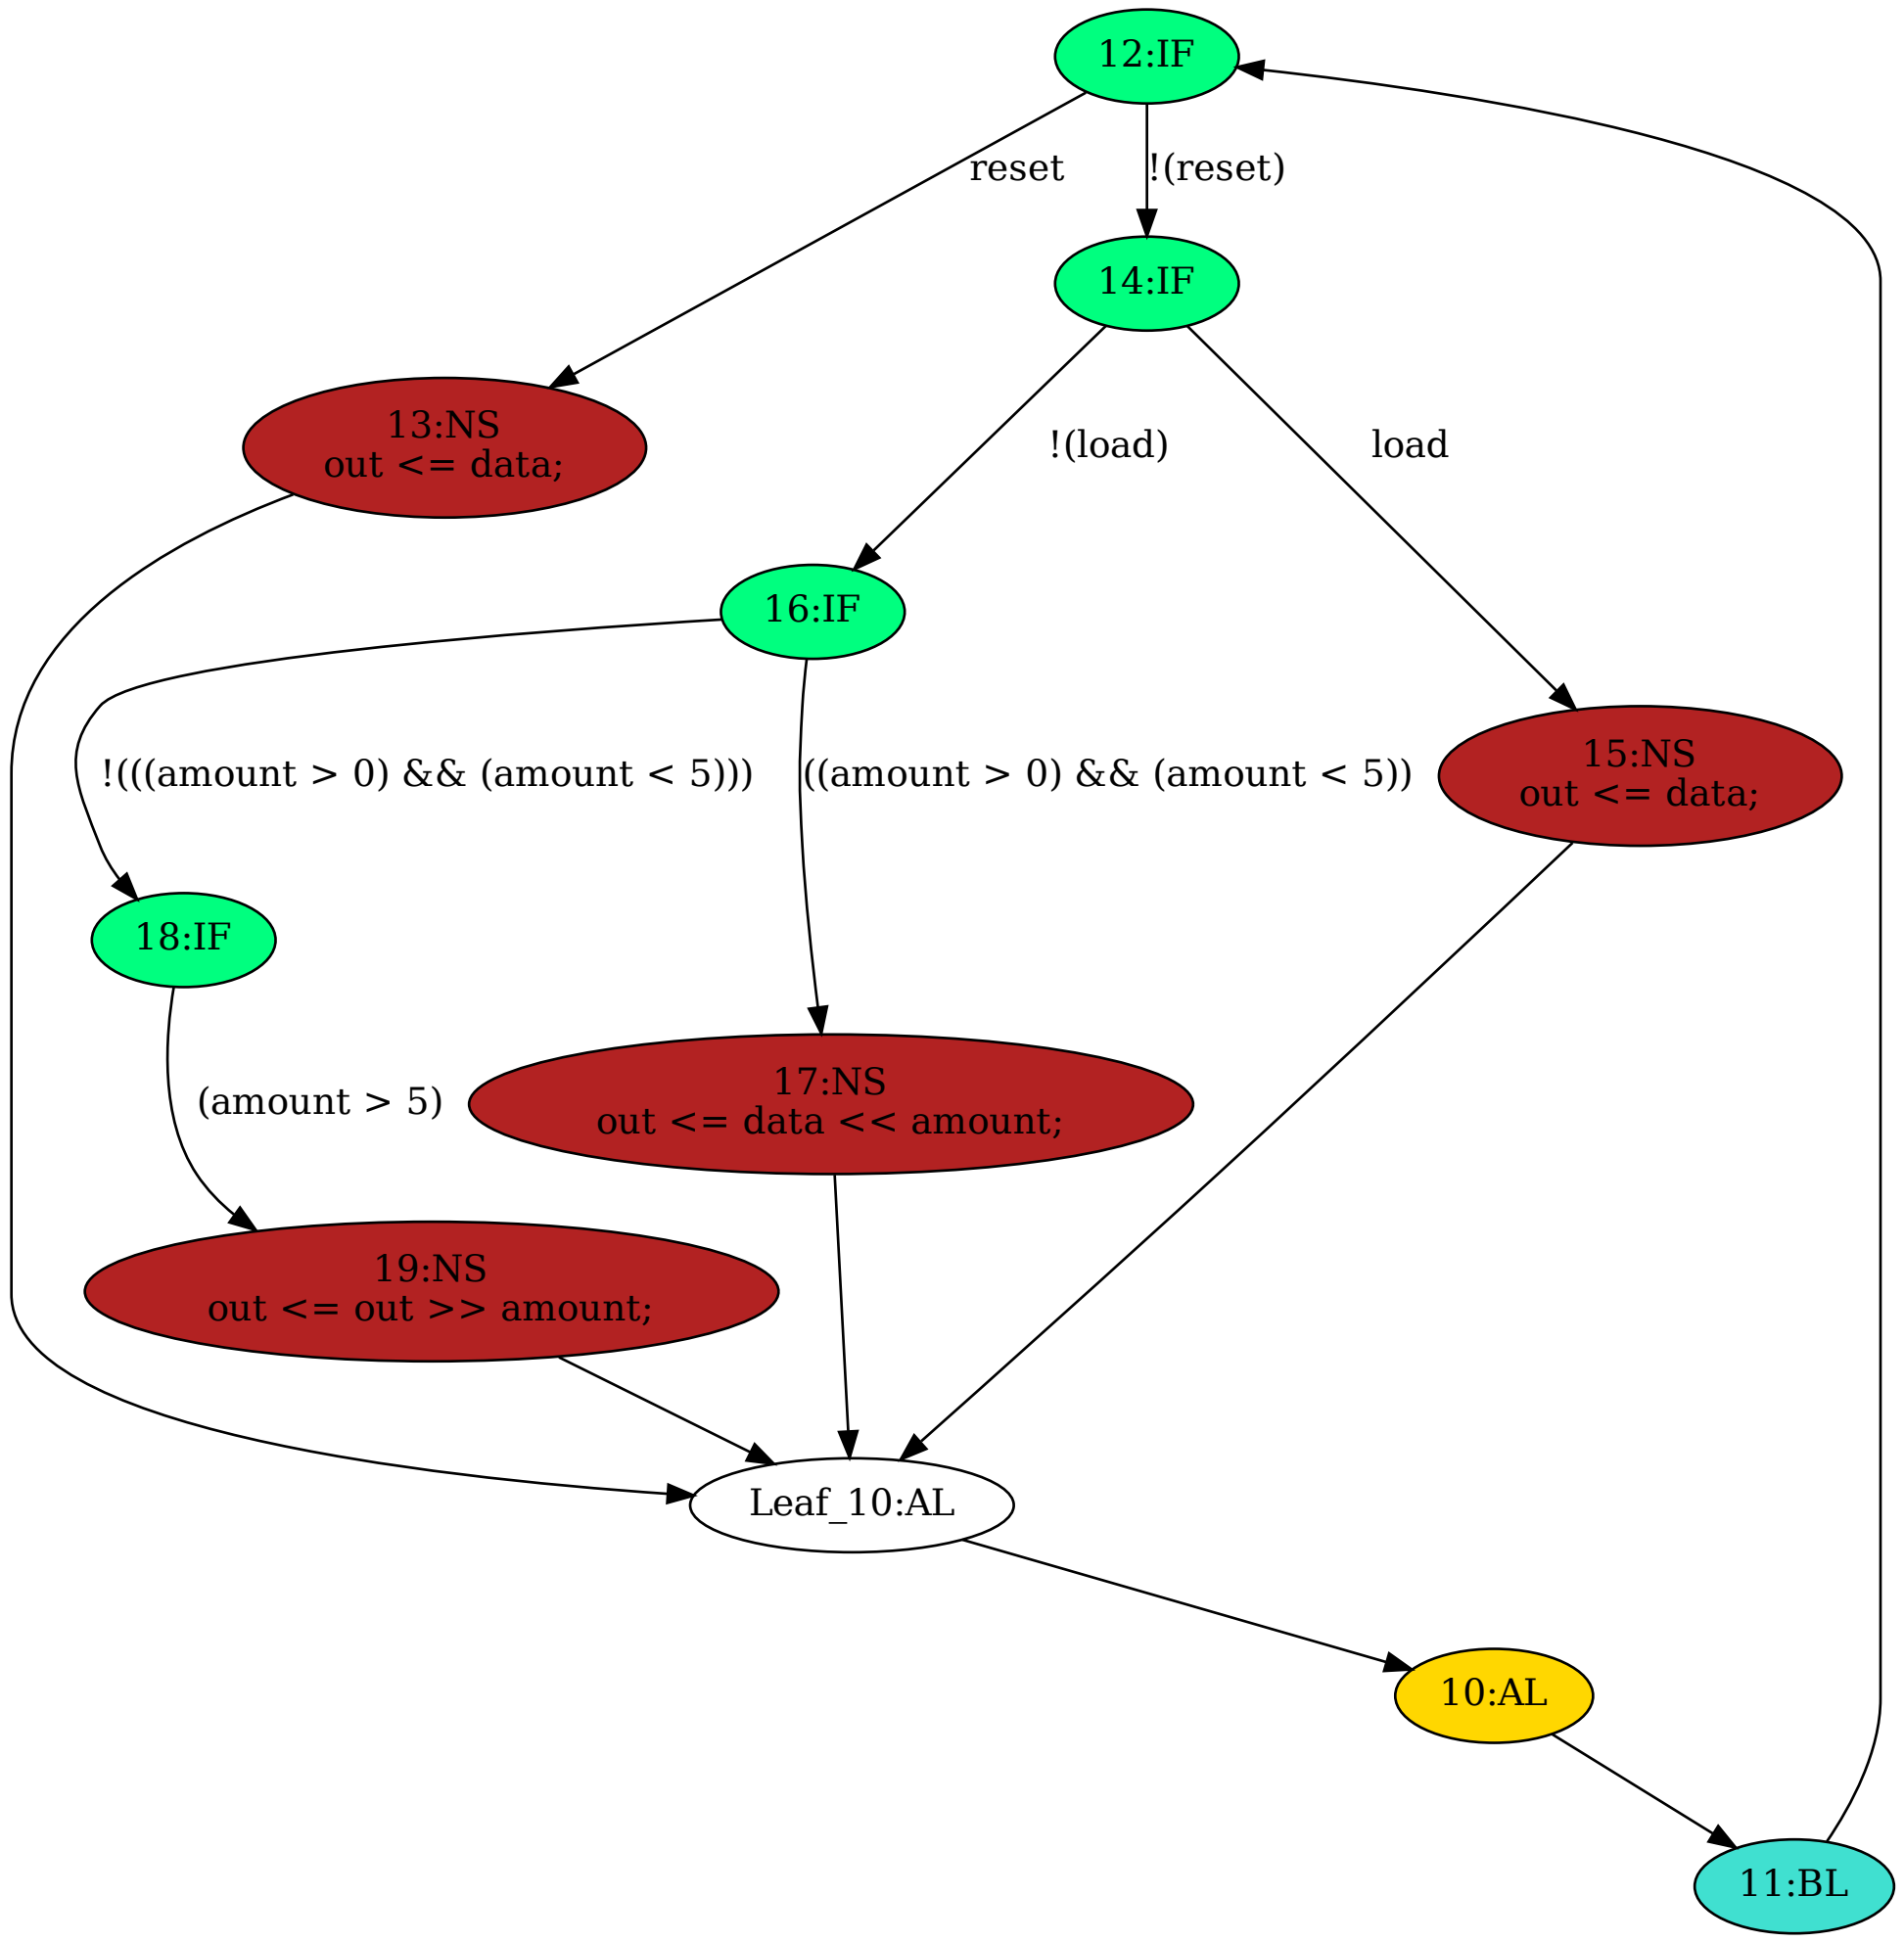 12:IF
reset
!(reset)
14:IF
13:NS
out <= data;
!(load)
load
16:IF
15:NS
out <= data;
!(((amount > 0) && (amount < 5)))
((amount > 0) && (amount < 5))
18:IF
(amount > 5)
17:NS
out <= data << amount;
19:NS
out <= out >> amount;
Leaf_10:AL
10:AL
11:BL